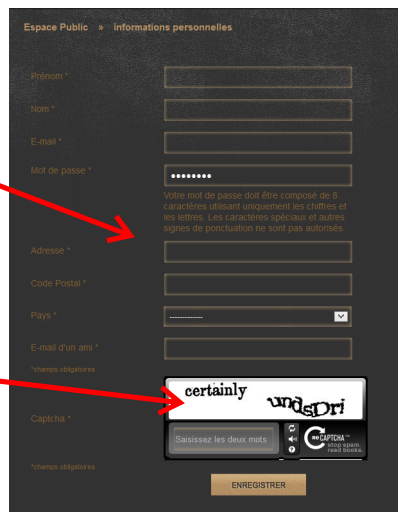 Espace Public » informations personnelles
Prénom *
Nom *
E-mail *
Mot de passe *
••••••••
Votre mot de passe doit être composé de 8
caractères utilisant uniquement les chiffres et
les lettres. Les caractères spéciaux et autres
signes de ponctuation ne sont pas autorisés
Adresse *
Code Postal *
Pays *
-------------
E-mail d'un ami *
*champs obligatoires
certainly
Captcha *
Saisissez les deux mots
reCAPTCHA™
stop spam.
read books.
*champs obligatoires
ENREGISTRER